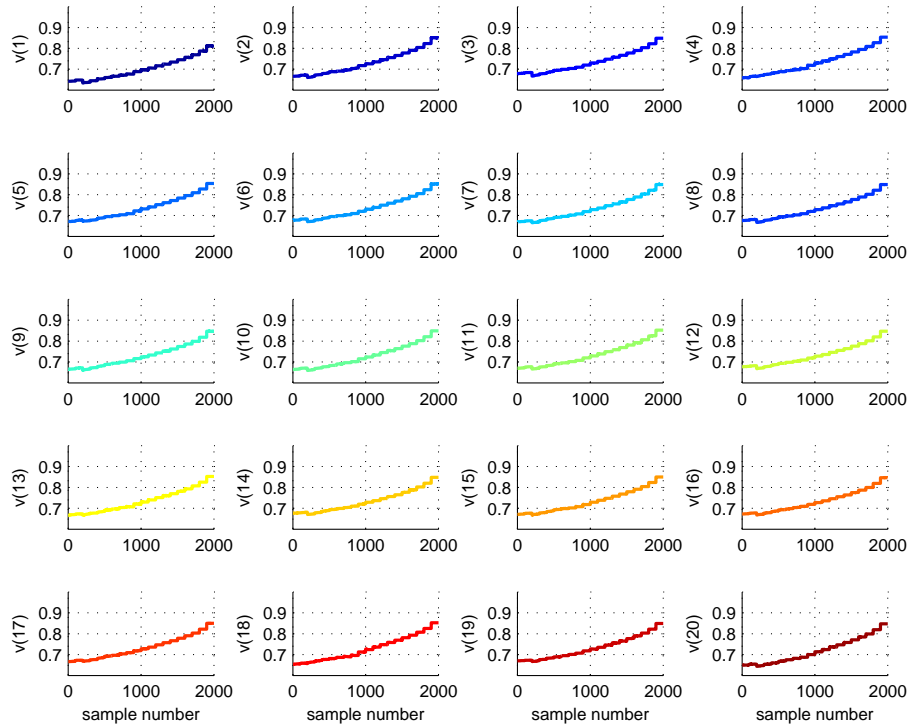 0.9
0.8
0.7
v(1)
0 1000 2000
0.9
0.8
0.7
v(2)
0 1000 2000
0.9
0.8
0.7
v(3)
0 1000 2000
0.9
0.8
0.7
v(4)
0 1000 2000
0.9
0.8
0.7
v(5)
0 1000 2000
0.9
0.8
0.7
v(6)
0 1000 2000
0.9
0.8
0.7
v(7)
0 1000 2000
0.9
0.8
0.7
v(8)
0 1000 2000
0.9
0.8
0.7
v(9)
0 1000 2000
0.9
0.8
0.7
v(10)
0 1000 2000
0.9
0.8
0.7
v(11)
0 1000 2000
0.9
0.8
0.7
v(12)
0 1000 2000
0.9
0.8
0.7
v(13)
0 1000 2000
0.9
0.8
0.7
v(14)
0 1000 2000
0.9
0.8
0.7
v(15)
0 1000 2000
0.9
0.8
0.7
v(16)
0 1000 2000
0.9
0.8
0.7
v(17)
0 1000 2000
sample number
0.9
0.8
0.7
v(18)
0 1000 2000
sample number
0.9
0.8
0.7
v(19)
0 1000 2000
sample number
0.9
0.8
0.7
v(20)
0 1000 2000
sample number